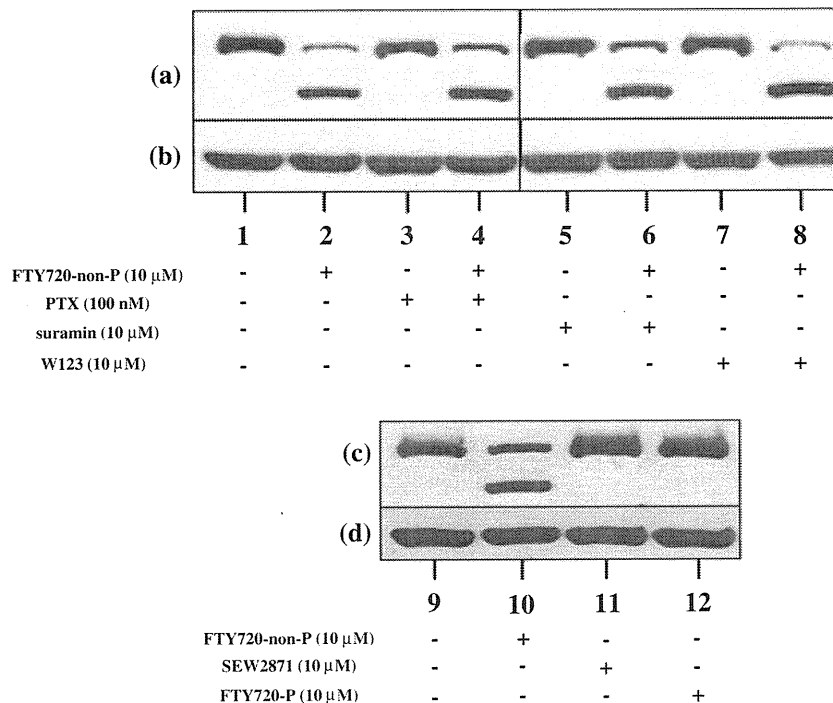 (a)
(b)
1 2 3 4 5 6 7 8
FTY720-non-P (10 μM) - + - + - + - +
PTX (100 nM) - - + + - - - -
suramin (10 μM) - - - - + + - -
W123 (10 μM) - - - - - - + +
(c)
(d)
9 10 11 12
FTY720-non-P (10 μM) - + - -
SEW2871 (10 μM) - - + -
FTY720-P (10 μM) - - - +